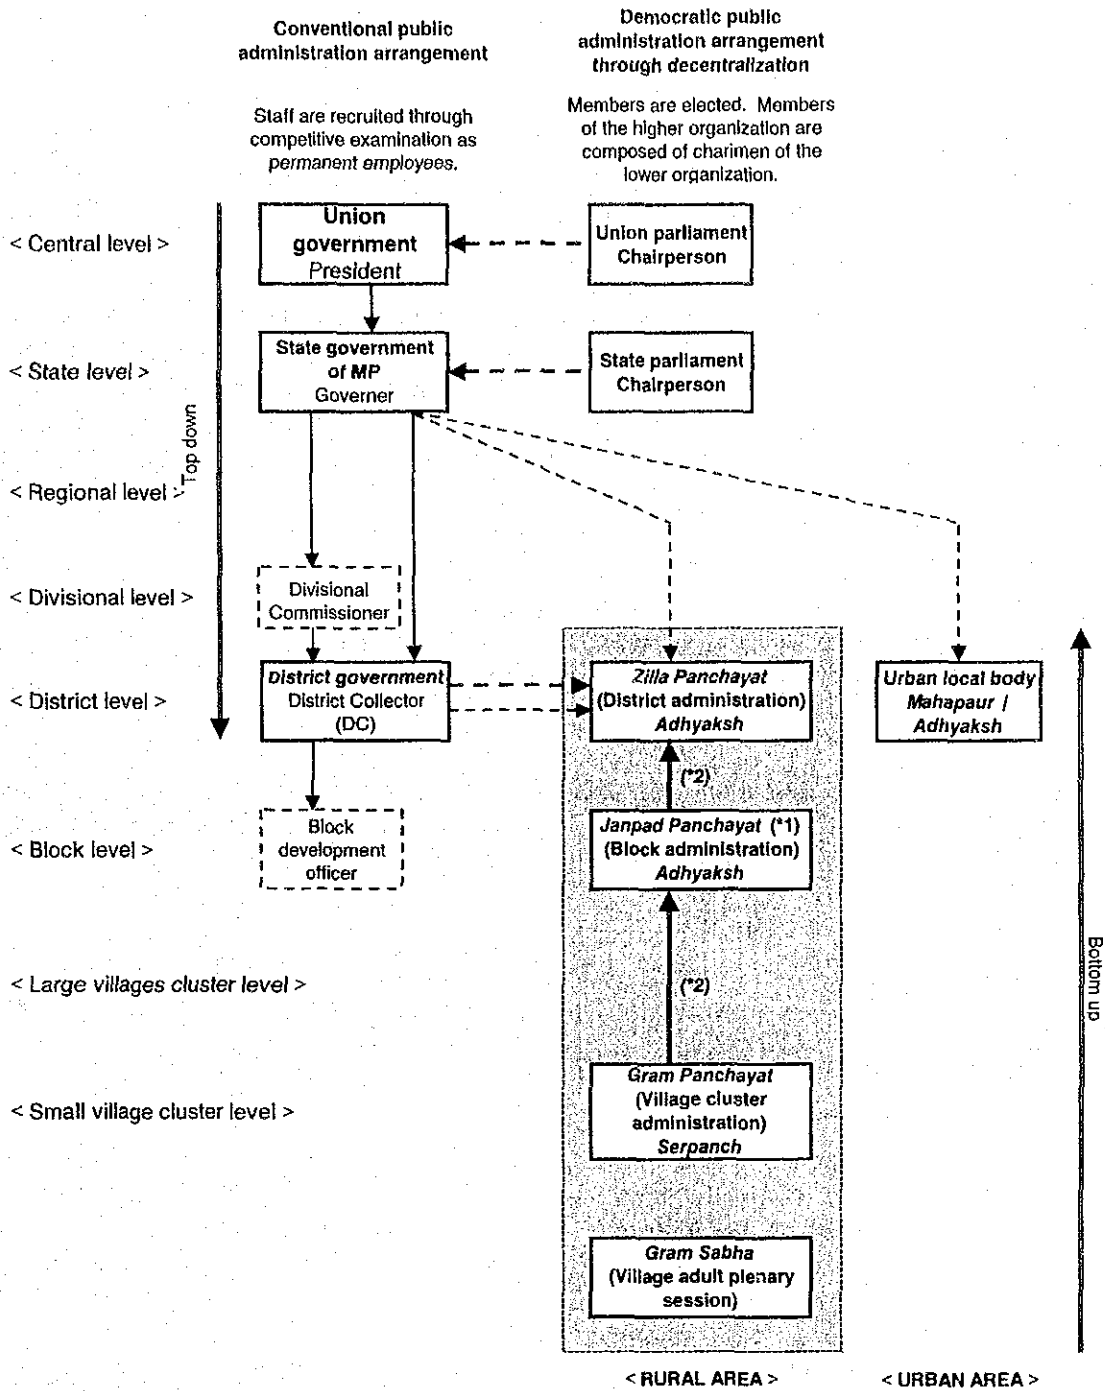 Conventional public
administration arrangement
Democratic public
administration arrangement
through decentralization
Staff are recruited through
competitive examination as
permanent employees.
Members are elected. Members
of the higher organization are
composed of charimen of the
lower organization.
< Central level >
Union
government
President
Union parliament
Chairperson
< State level >
State government
of MP
Governer
State parliament
Chairperson
Top down
< Regional level >
< Divisional level >
Divisional
Commissioner
< District level >
District government
District Collector
(DC)
Zilla Panchayat
(District administration)
Adhyaksh
Urban local body
Mahapaur /
Adhyaksh
(*2)
< Block level >
Block
development
officer
Janpad Panchayat (*1)
(Block administration)
Adhyaksh
< Large villages cluster level >
(*2)
Bottom up
< Small village cluster level >
Gram Panchayat
(Village cluster
administration)
Serpanch
Gram Sabha
(Village adult plenary
session)
< RURAL AREA >
< URBAN AREA >